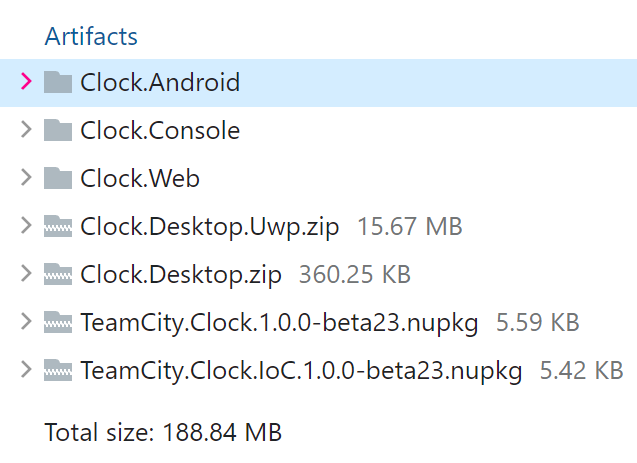 Artifacts
Clock.Android
Clock.Console
Clock.Web
Clock.Desktop.Uwp.zip 15.67 MB
Clock.Desktop.zip 360.25 KB
TeamCity.Clock.1.0.0-beta23.nupkg 5.59 KB
TeamCity.Clock.IoC.1.0.0-beta23.nupkg 5.42 KB
Total size: 188.84 MB